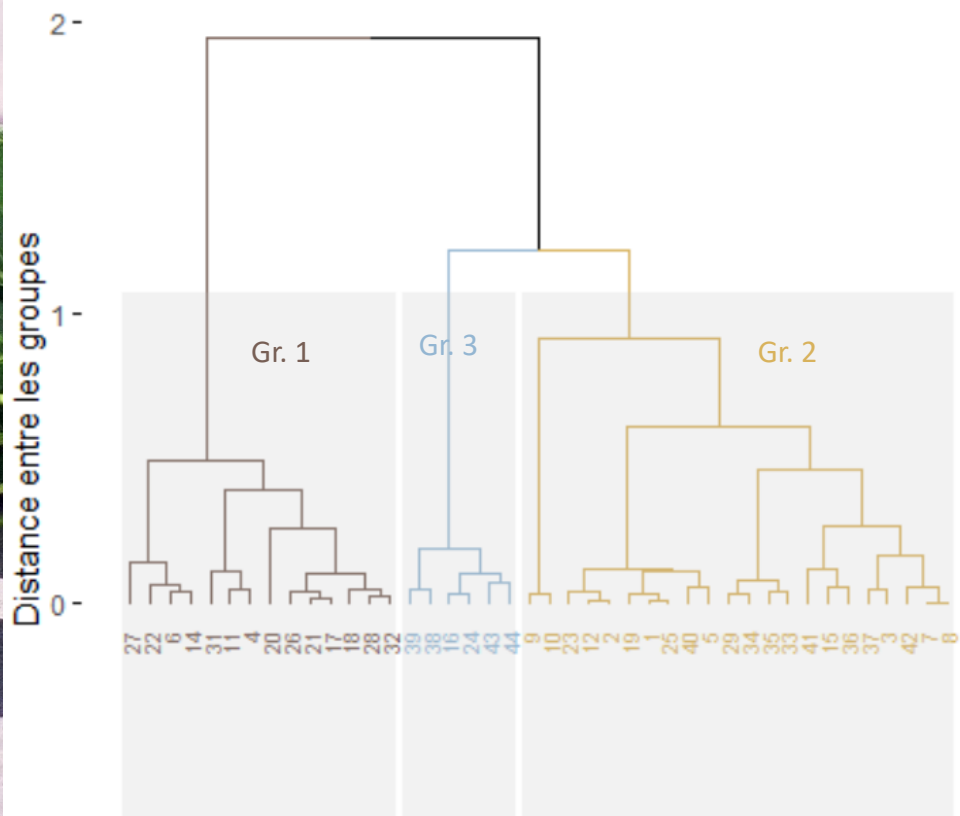 2
Distance entre les groupes
1
Gr. 1
Gr. 3
Gr. 2
0
27 22 6 14 31 11 4 20 26 21 17 18 28 32 39 38 16 24 43 44 9 10 23 12 2 19 1 25 40 5 29 34 35 33 41 15 36 37 3 42 7 8